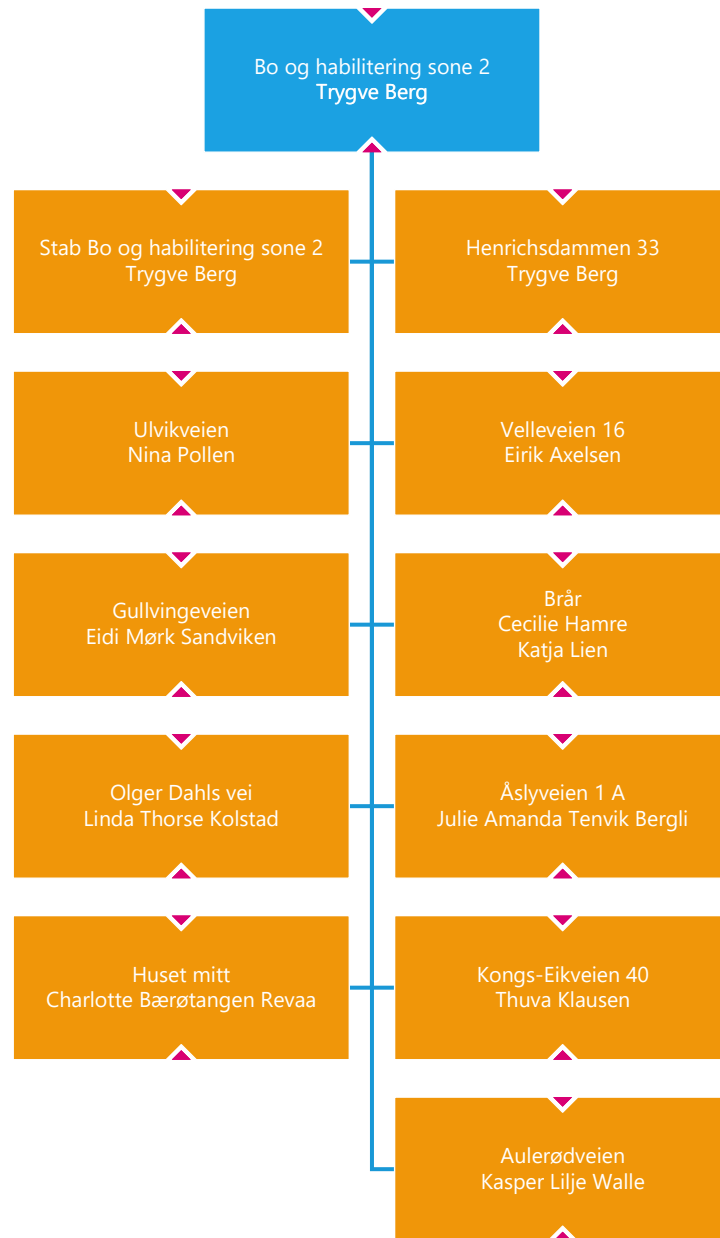 Bo og habilitering sone 2
Trygve Berg
Stab Bo og habilitering sone 2
Trygve Berg
Henrichsdammen 33
Trygve Berg
Ulvikveien
Nina Pollen
Velleveien 16
Eirik Axelsen
Gullvingeveien
Eidi Mørk Sandviken
Brår
Cecilie Hamre
Katja Lien
Olger Dahls vei
Linda Thorse Kolstad
Åslyveien 1 A
Julie Amanda Tenvik Bergli
Huset mitt
Charlotte Bærøtangen Revaa
Kongs-Eikveien 40
Thuva Klausen
Aulerødveien
Kasper Lilje Walle